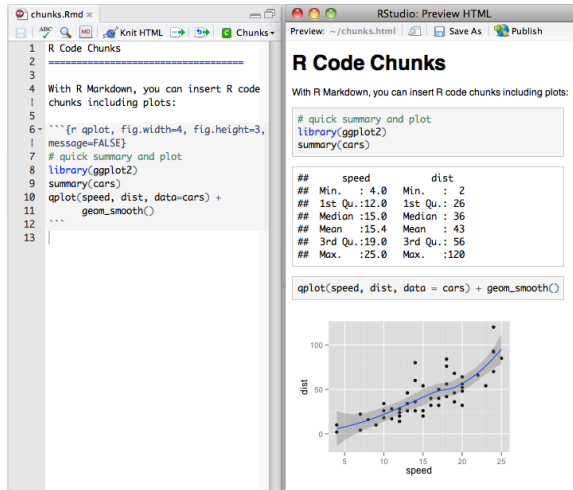 chunks.Rmd ×
ABC MD Knit HTML Chunks
1 R Code Chunks
2 ===================================
3
4 With R Markdown, you can insert R code
chunks including plots:
5
6 ```{r qplot, fig.width=4, fig.height=3,
message=FALSE}
7 # quick summary and plot
8 library(ggplot2)
9 summary(cars)
10 qplot(speed, dist, data=cars) +
11 geom_smooth()
12 ```
13
RStudio: Preview HTML
Preview: ~/chunks.html Save As Publish
R Code Chunks
With R Markdown, you can insert R code chunks including plots:
# quick summary and plot
library(ggplot2)
summary(cars)
## speed dist
## Min. : 4.0 Min. : 2
## 1st Qu.:12.0 1st Qu.: 26
## Median :15.0 Median : 36
## Mean :15.4 Mean : 43
## 3rd Qu.:19.0 3rd Qu.: 56
## Max. :25.0 Max. :120
qplot(speed, dist, data = cars) + geom_smooth()
100
50
0
dist
5 10 15 20 25
speed